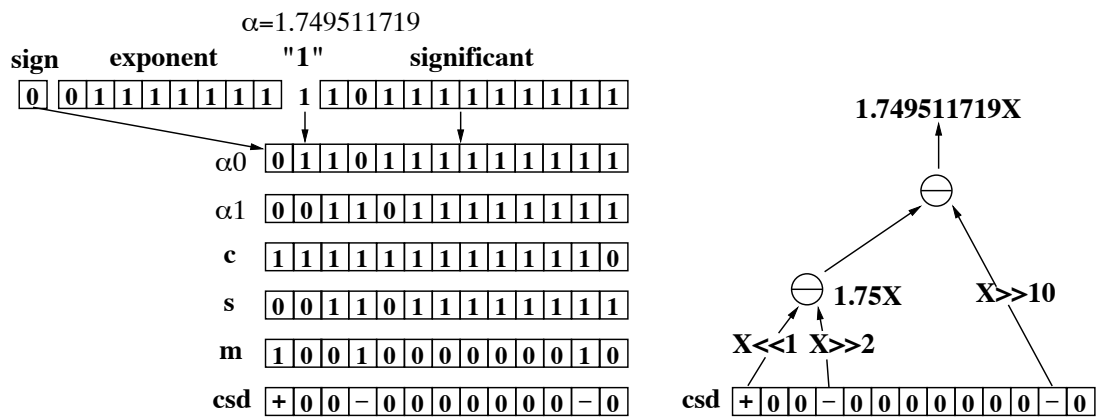 α=1.749511719
sign exponent "1" significant
0 0 1 1 1 1 1 1 1 1 1 0 1 1 1 1 1 1 1 1 1
α0 0 1 1 0 1 1 1 1 1 1 1 1 1
α1 0 0 1 1 0 1 1 1 1 1 1 1 1
c 1 1 1 1 1 1 1 1 1 1 1 1 0
s 0 0 1 1 0 1 1 1 1 1 1 1 1
m 1 0 0 1 0 0 0 0 0 0 0 1 0
csd + 0 0 − 0 0 0 0 0 0 0 − 0
1.749511719X
1.75X
X>>10
X<<1 X>>2
csd + 0 0 − 0 0 0 0 0 0 0 − 0